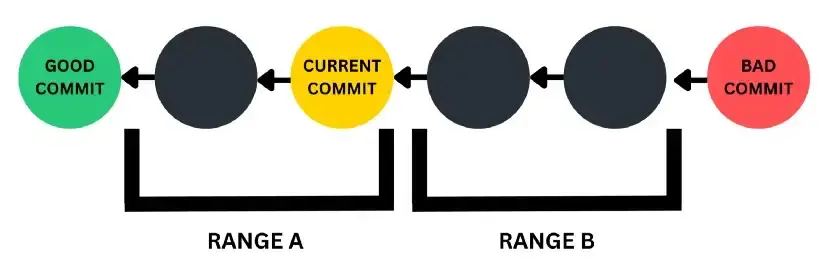 GOOD
COMMIT
CURRENT
COMMIT
BAD
COMMIT
RANGE A
RANGE B